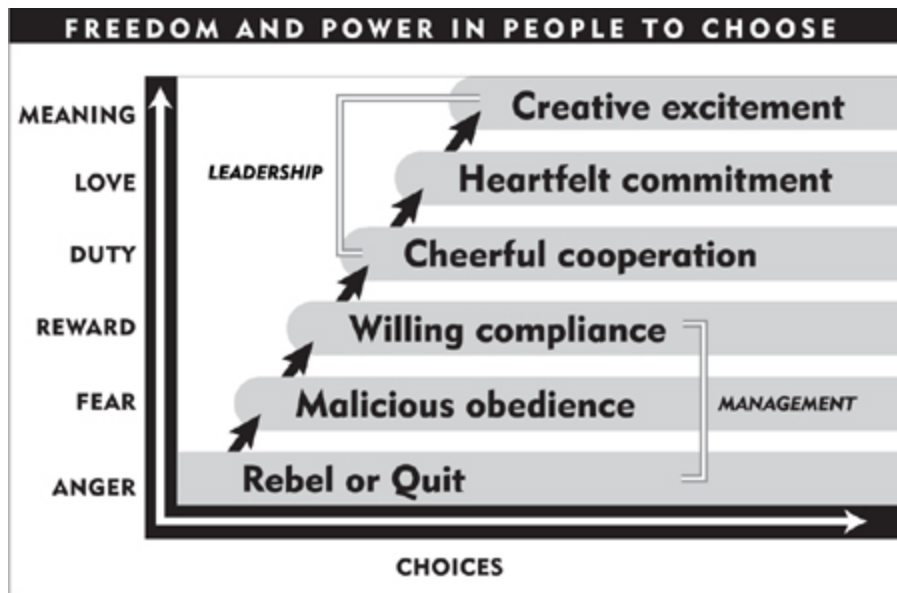 FREEDOM AND POWER IN PEOPLE TO CHOOSE
MEANING
Creative excitement
LEADERSHIP
LOVE
Heartfelt commitment
DUTY
Cheerful cooperation
REWARD
Willing compliance
FEAR
Malicious obedience
MANAGEMENT
ANGER
Rebel or Quit
CHOICES